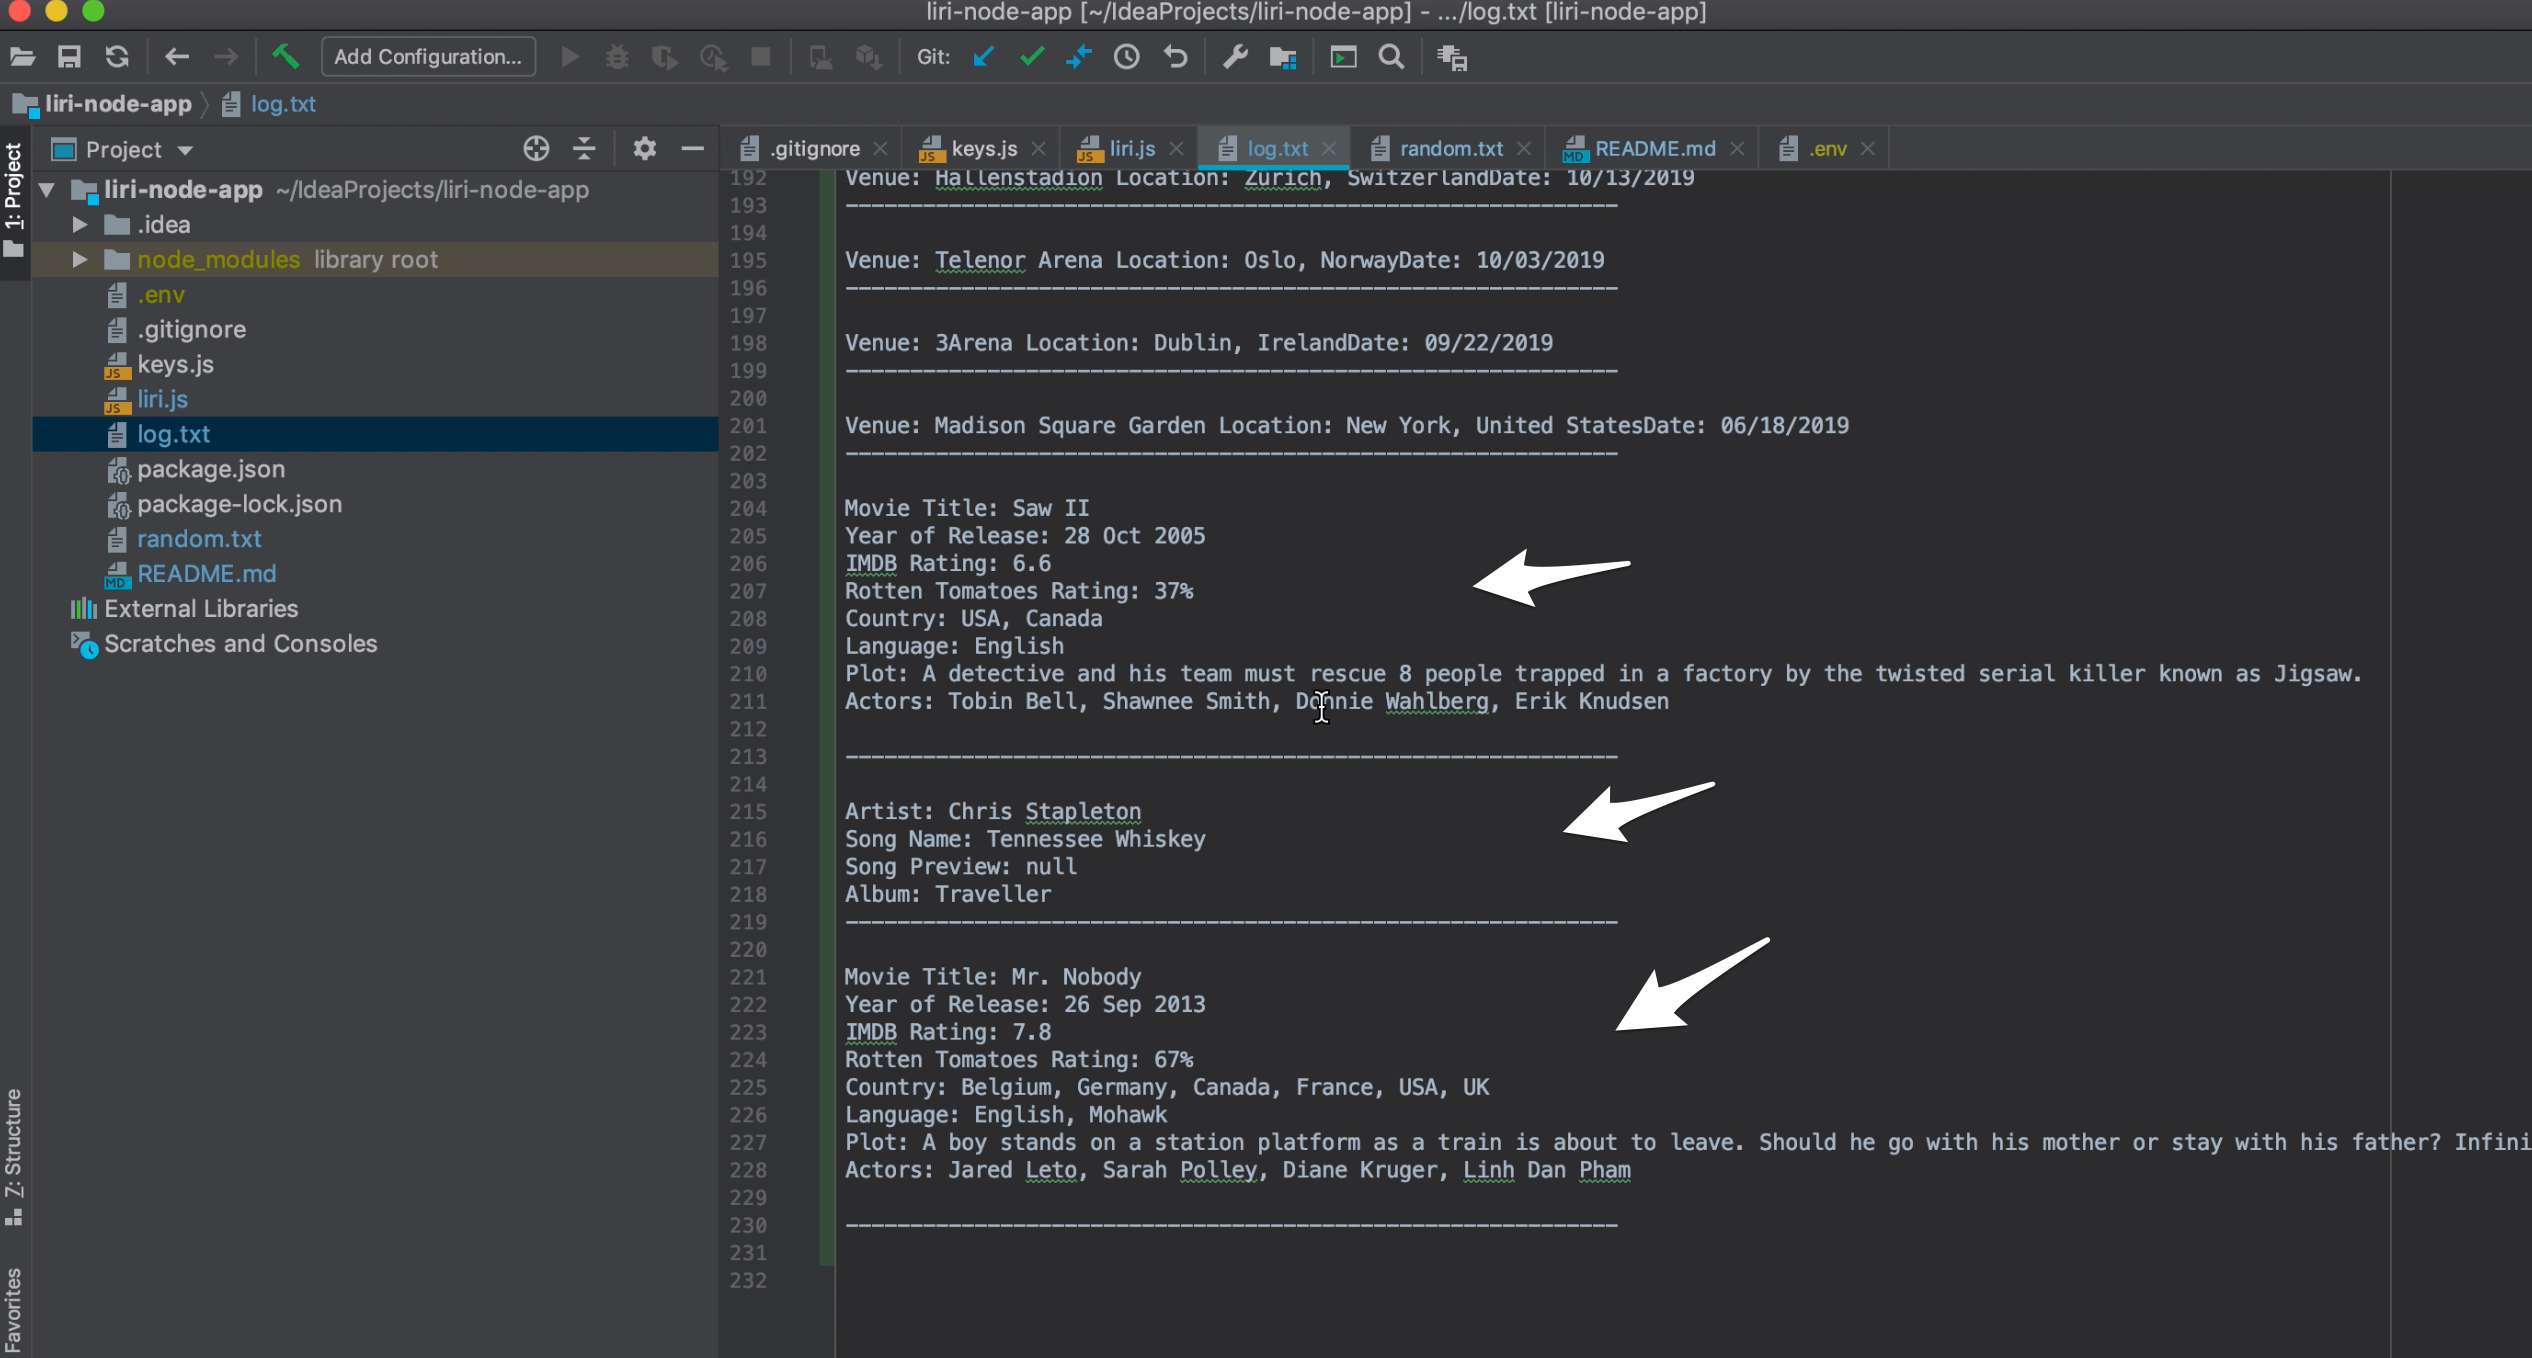 liri-node-app [~/IdeaProjects/liri-node-app] - .../log.txt [liri-node-app]
Add Configuration...
Git:
liri-node-app
log.txt
1: Project
Project
.gitignore
keys.js
liri.js
log.txt
random.txt
README.md
.env
liri-node-app ~/IdeaProjects/liri-node-app
.idea
node_modules library root
.env
.gitignore
keys.js
liri.js
log.txt
package.json
package-lock.json
random.txt
README.md
External Libraries
Scratches and Consoles
7: Structure
Favorites
192 Venue: Hallenstadion Location: Zurich, SwitzerlandDate: 10/13/2019
193 ------------------------------------------------------------
194
195 Venue: Telenor Arena Location: Oslo, NorwayDate: 10/03/2019
196 ------------------------------------------------------------
197
198 Venue: 3Arena Location: Dublin, IrelandDate: 09/22/2019
199 ------------------------------------------------------------
200
201 Venue: Madison Square Garden Location: New York, United StatesDate: 06/18/2019
202 ------------------------------------------------------------
203
204 Movie Title: Saw II
205 Year of Release: 28 Oct 2005
206 IMDB Rating: 6.6
207 Rotten Tomatoes Rating: 37%
208 Country: USA, Canada
209 Language: English
210 Plot: A detective and his team must rescue 8 people trapped in a factory by the twisted serial killer known as Jigsaw.
211 Actors: Tobin Bell, Shawnee Smith, Donnie Wahlberg, Erik Knudsen
212
213 ------------------------------------------------------------
214
215 Artist: Chris Stapleton
216 Song Name: Tennessee Whiskey
217 Song Preview: null
218 Album: Traveller
219 ------------------------------------------------------------
220
221 Movie Title: Mr. Nobody
222 Year of Release: 26 Sep 2013
223 IMDB Rating: 7.8
224 Rotten Tomatoes Rating: 67%
225 Country: Belgium, Germany, Canada, France, USA, UK
226 Language: English, Mohawk
227 Plot: A boy stands on a station platform as a train is about to leave. Should he go with his mother or stay with his father? Infini
228 Actors: Jared Leto, Sarah Polley, Diane Kruger, Linh Dan Pham
229
230 ------------------------------------------------------------
231
232